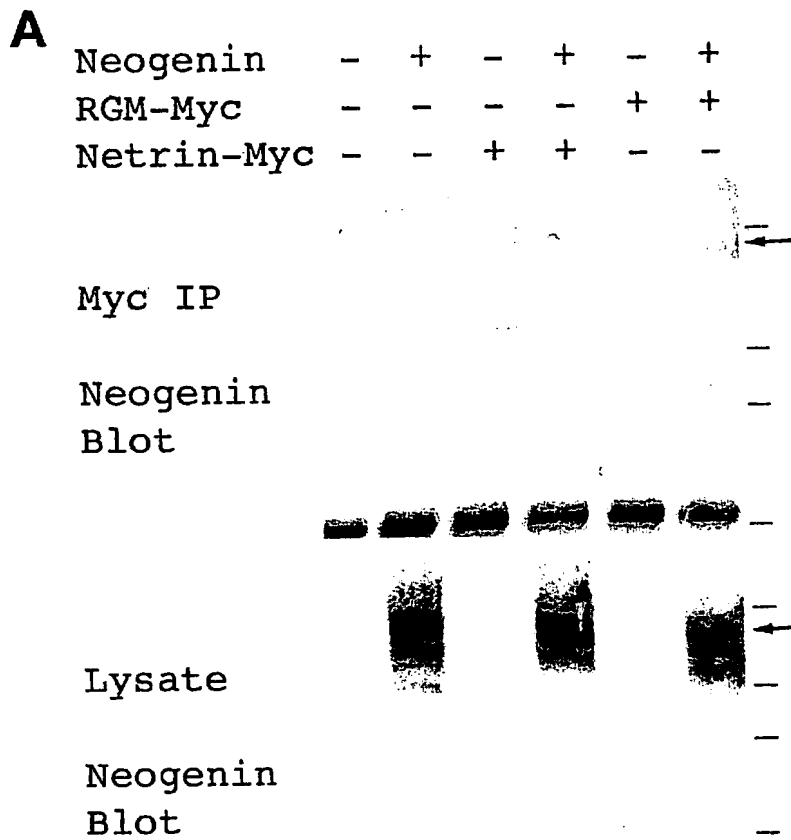 A
Neogenin - + - + - +
RGM-Myc - - - - + +
Netrin-Myc - - + + - -
Myc IP
Neogenin
Blot
Lysate
Neogenin
Blot